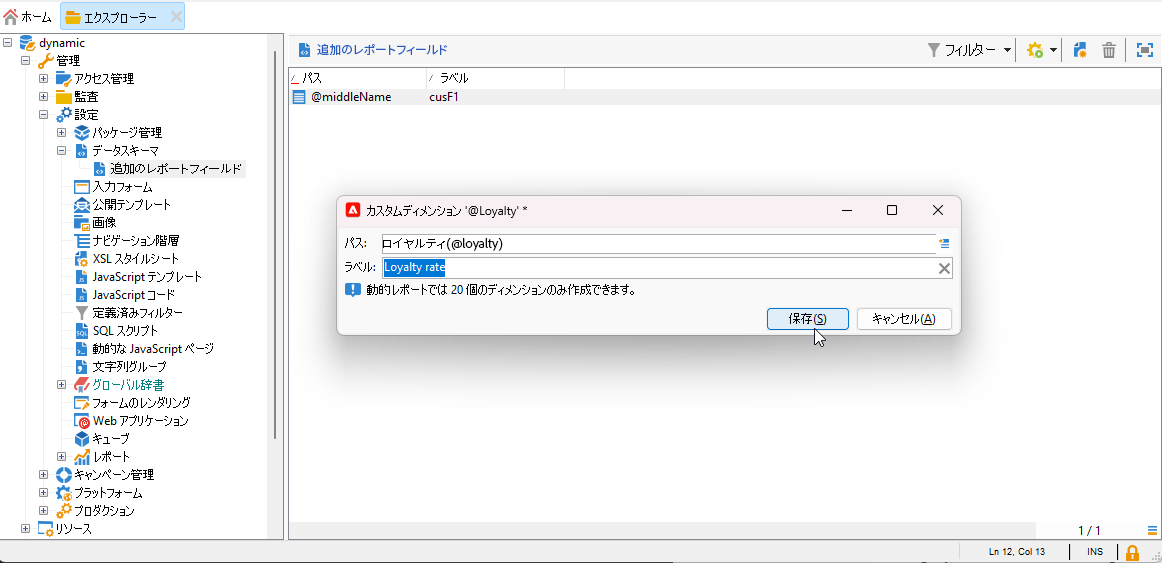 ホーム
エクスプローラー
dynamic
管理
アクセス管理
監査
設定
パッケージ管理
データスキーマ
追加のレポートフィールド
入力フォーム
公開テンプレート
画像
ナビゲーション階層
XSL スタイルシート
JavaScript テンプレート
JavaScript コード
定義済みフィルター
SQL スクリプト
動的な JavaScript ページ
文字列グループ
グローバル辞書
フォームのレンダリング
Web アプリケーション
キューブ
レポート
キャンペーン管理
プラットフォーム
プロダクション
リソース
追加のレポートフィールド
フィルター
パス ラベル
@middleName cusF1
カスタムディメンション '@Loyalty' *
パス: ロイヤルティ(@loyalty)
ラベル: Loyalty rate
動的レポートでは 20 個のディメンションのみ作成できます。
保存(S) キャンセル(A)
1 / 1
Ln 12, Col 13 INS